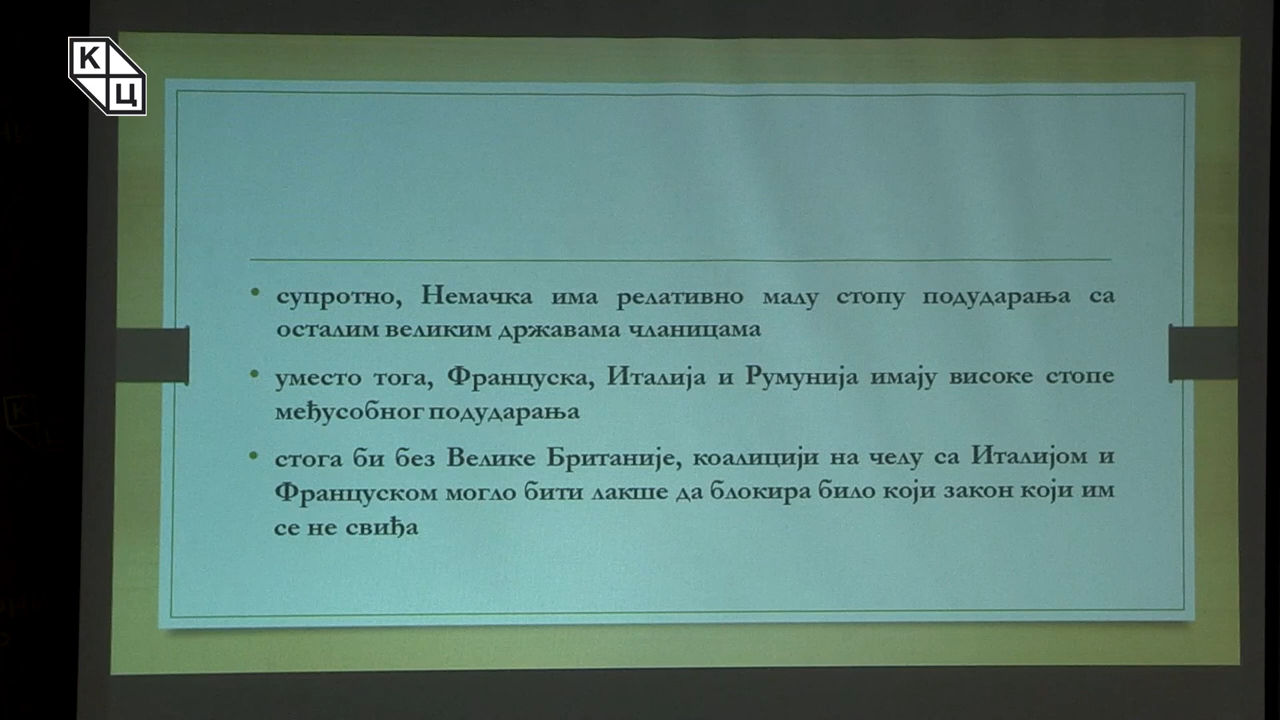 К
Ц
• супротно, Немачка има релативно малу стопу подударања са
осталим великим државама чланицама
• уместо тога, Француска, Италија и Румунија имају високе стопе
међусобног подударања
• стога би без Велике Британије, коалицији на челу са Италијом и
Француском могло бити лакше да блокира било који закон који им
се не свиђа